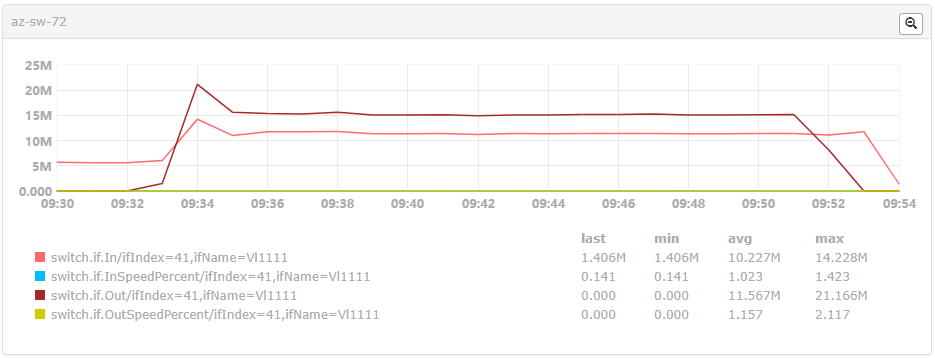 az-sw-72
25M
20M
15M
10M
5M
0.000
09:30 09:32 09:34 09:36 09:38 09:40 09:42 09:44 09:46 09:48 09:50 09:52 09:54
last min avg max
switch.if.In/ifIndex=41,ifName=Vl1111 1.406M 1.406M 10.227M 14.228M
switch.if.InSpeedPercent/ifIndex=41,ifName=Vl1111 0.141 0.141 1.023 1.423
switch.if.Out/ifIndex=41,ifName=Vl1111 0.000 0.000 11.567M 21.166M
switch.if.OutSpeedPercent/ifIndex=41,ifName=Vl1111 0.000 0.000 1.157 2.117